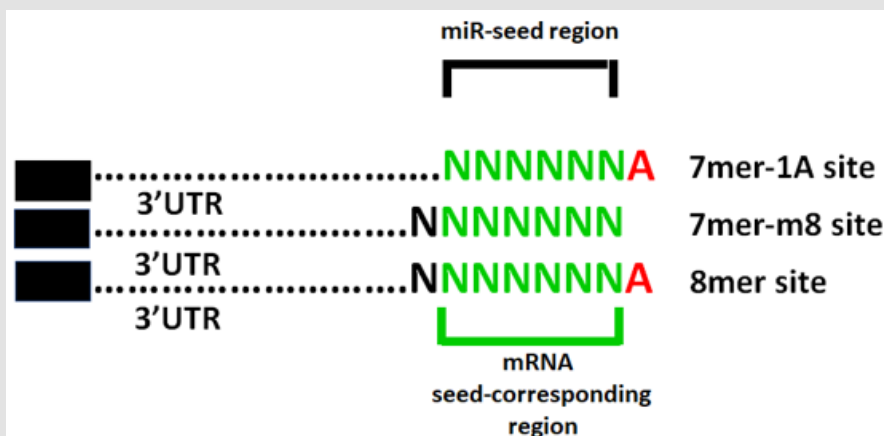 miR-seed region
......................................NNNNNNA 7mer-1A site
3’UTR
...................................NNNNNNN 7mer-m8 site
3’UTR
...................................NNNNNNNA 8mer site
3’UTR
mRNA
seed-corresponding
region